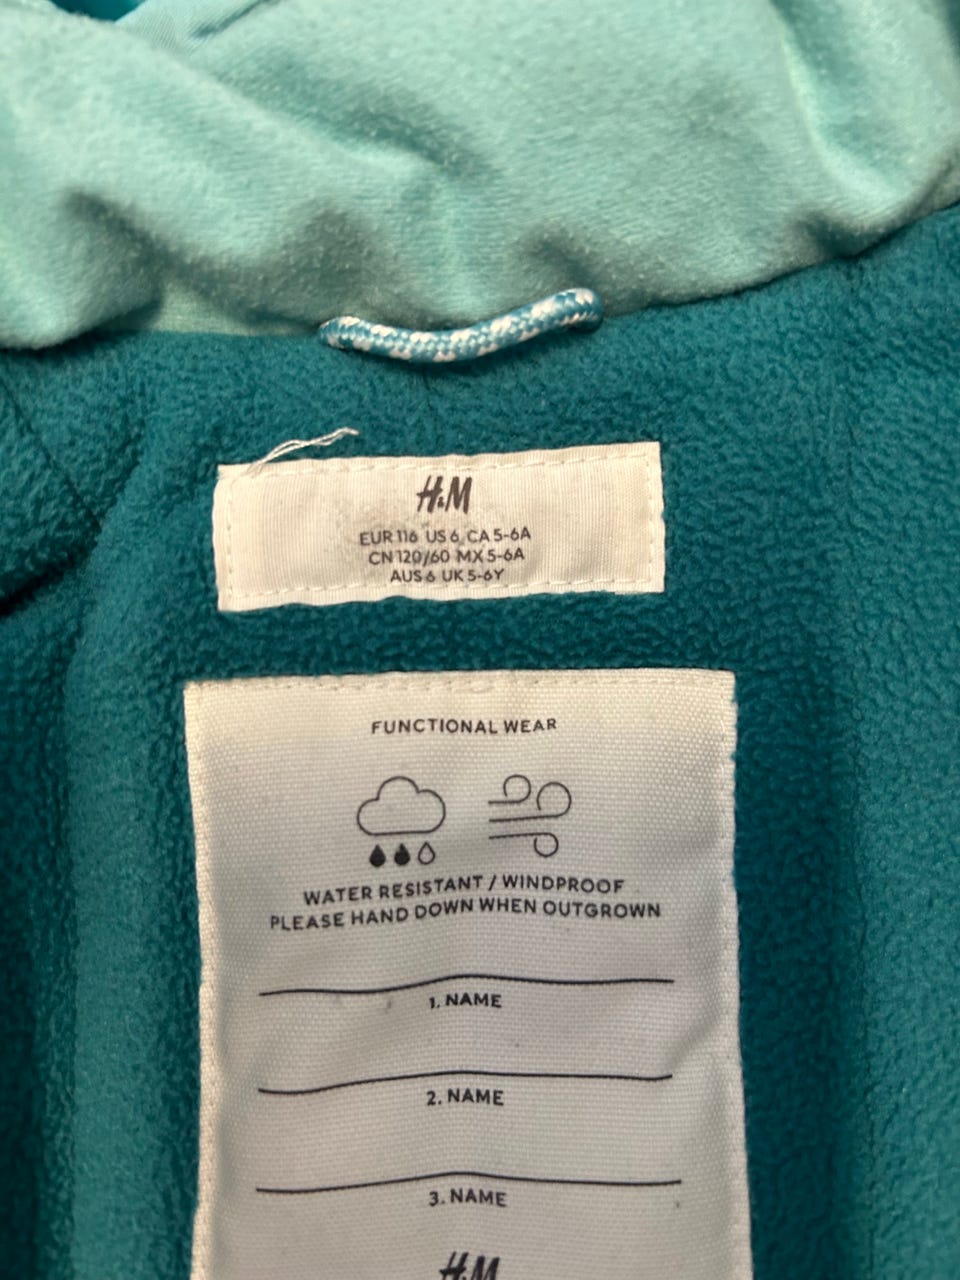 H&M
EUR 116 US 6 CA 5-6A
CN 120/60 MX 5-6A
AUS 6 UK 5-6Y
FUNCTIONAL WEAR
WATER RESISTANT / WINDPROOF
PLEASE HAND DOWN WHEN OUTGROWN
1. NAME
2. NAME
3. NAME
H&M